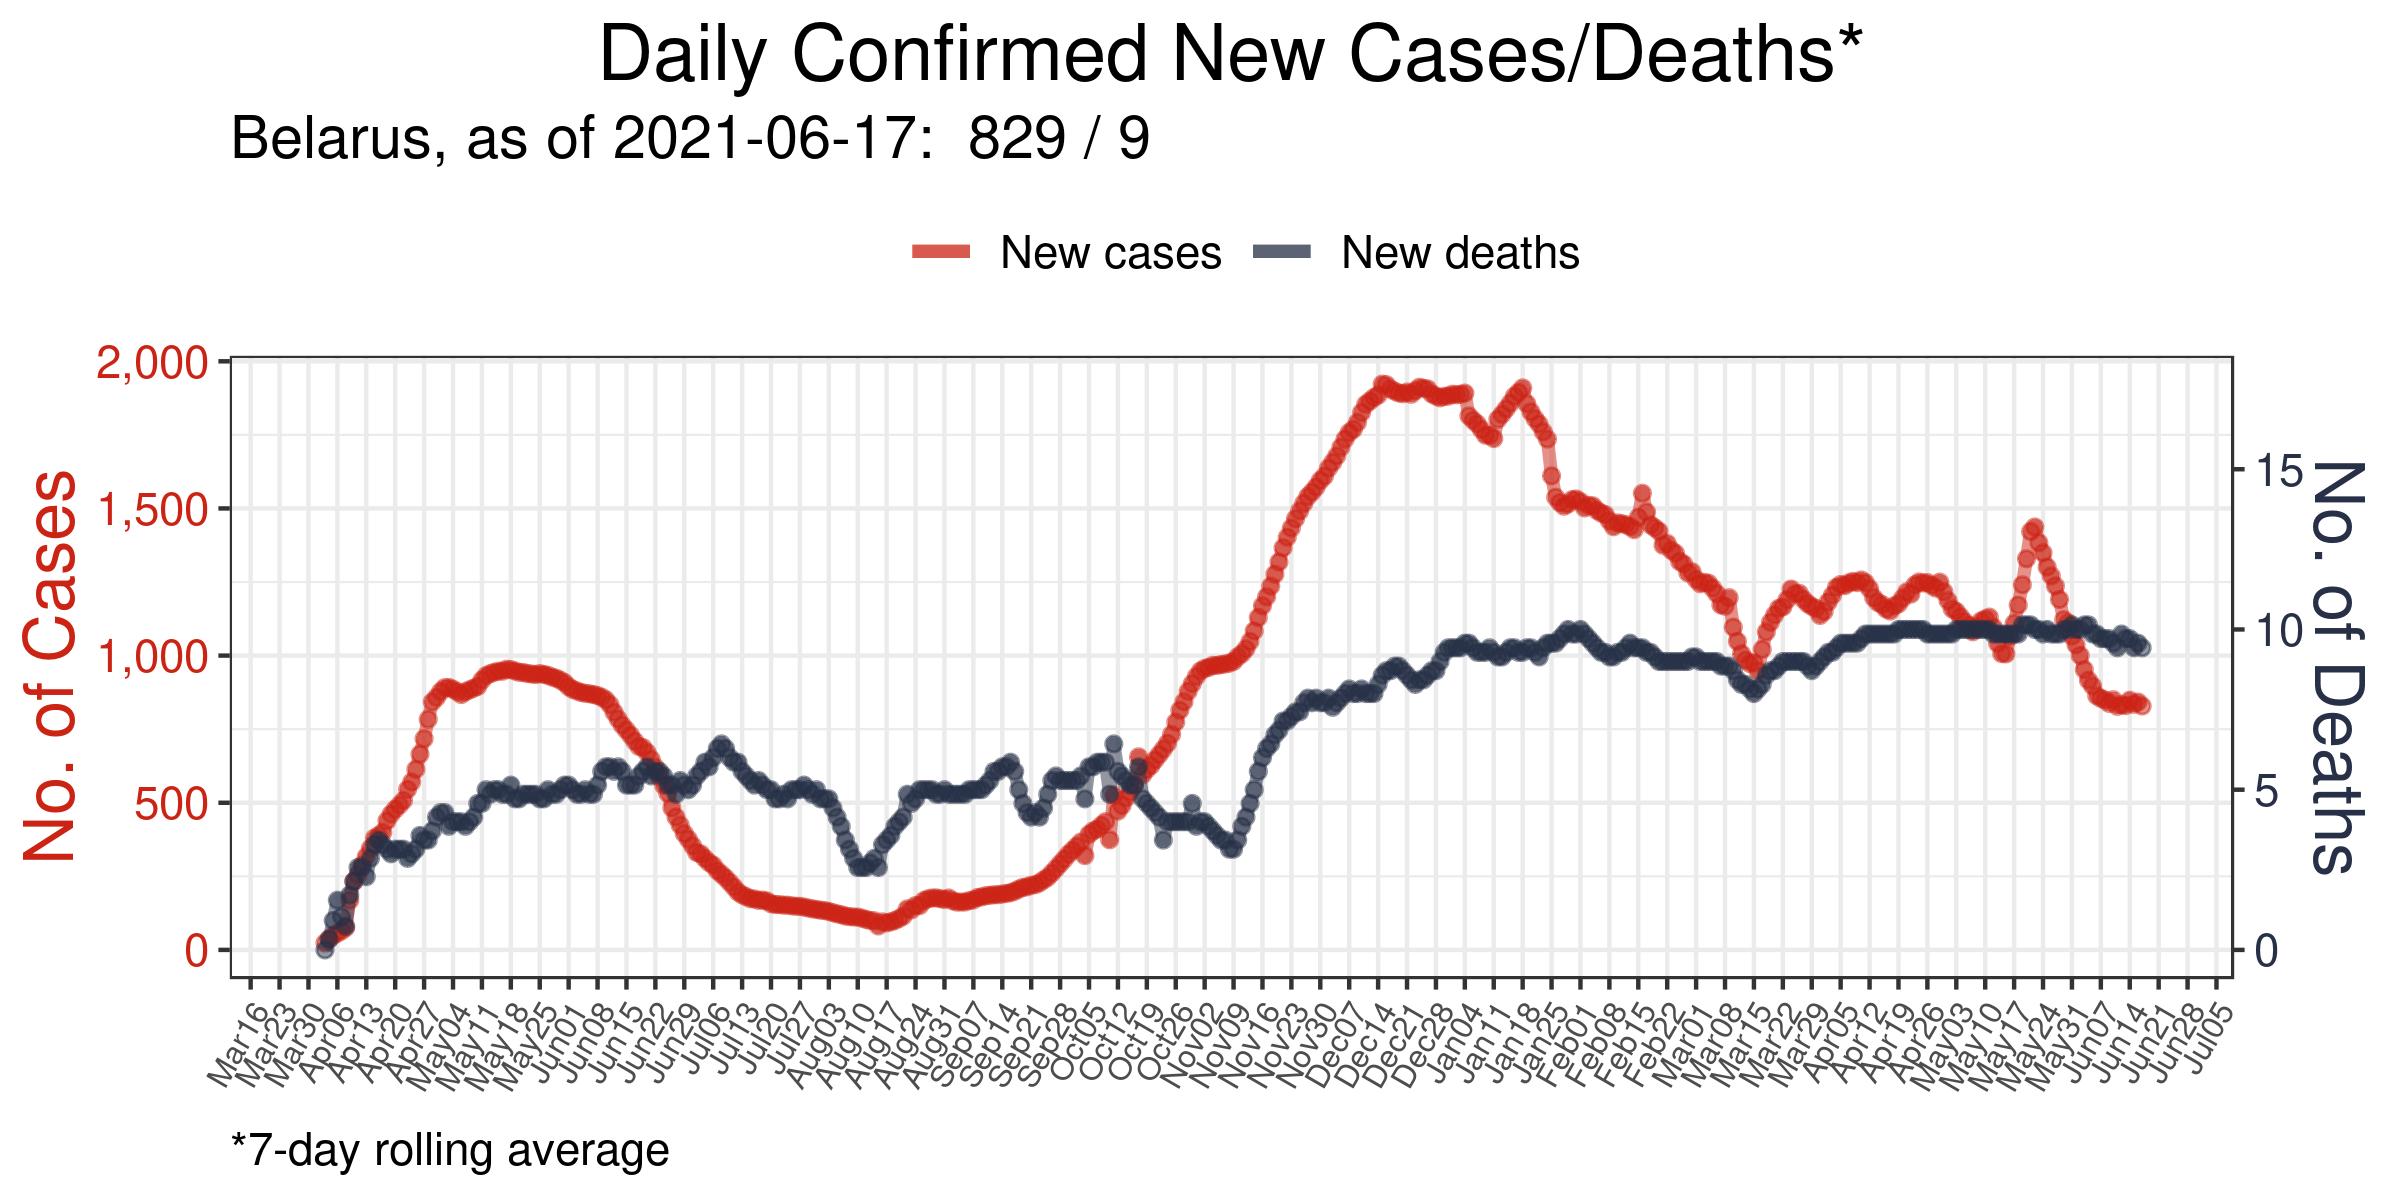 Daily Confirmed New Cases/Deaths*
Belarus, as of 2021-06-17:  829 / 9
New cases New deaths
No. of Cases
2,000
1,500
1,000
500
0
15
10
5
0
No. of Deaths
Mar16 Mar23 Mar30 Apr06 Apr13 Apr20 Apr27 May04 May11 May18 May25 Jun01 Jun08 Jun15 Jun22 Jun29 Jul06 Jul13 Jul20 Jul27 Aug03 Aug10 Aug17 Aug24 Aug31 Sep07 Sep14 Sep21 Sep28 Oct05 Oct12 Oct19 Oct26 Nov02 Nov09 Nov16 Nov23 Nov30 Dec07 Dec14 Dec21 Dec28 Jan04 Jan11 Jan18 Jan25 Feb01 Feb08 Feb15 Feb22 Mar01 Mar08 Mar15 Mar22 Mar29 Apr05 Apr12 Apr19 Apr26 May03 May10 May17 May24 May31 Jun07 Jun14 Jun21 Jun28 Jul05
*7-day rolling average